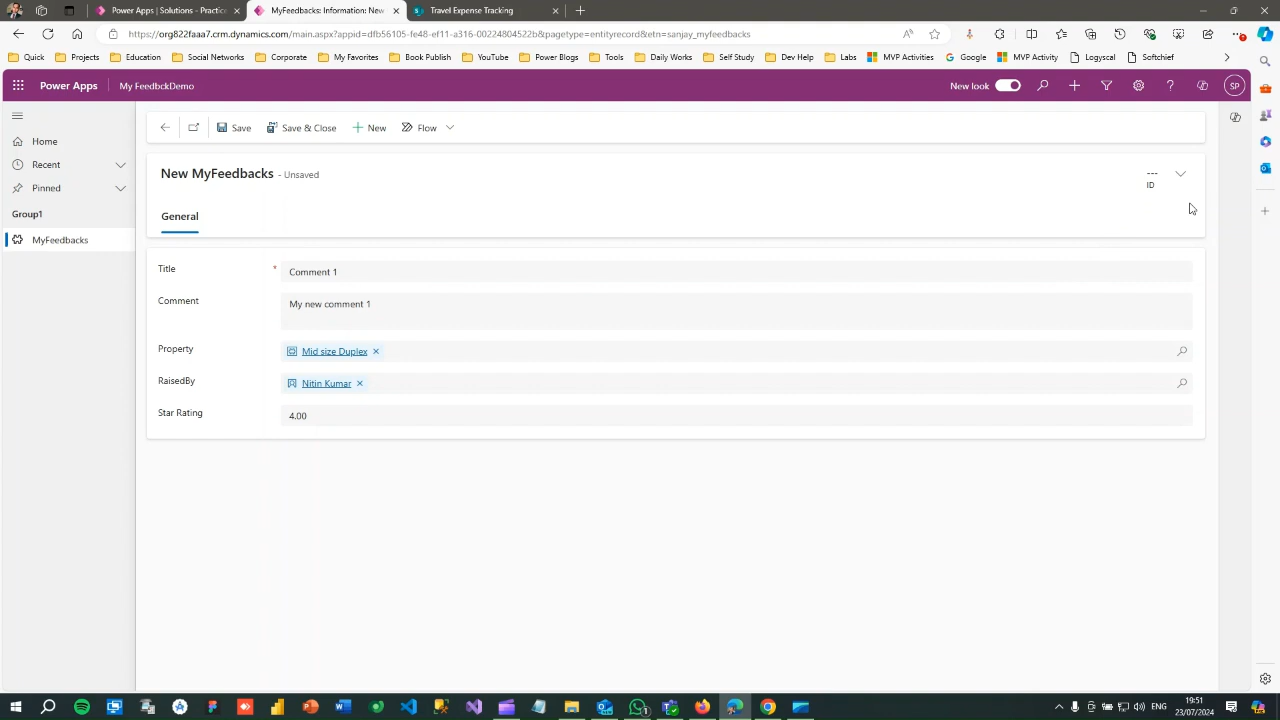 Power Apps | Solutions - Practice
MyFeedbacks: Information: New
Travel Expense Tracking
https://org822faaa7.crm.dynamics.com/main.aspx?appid=dfb56105-fe48-ef11-a316-00224804522b&pagetype=entityrecord&etn=sanjay_myfeedbacks
Quick Projects Education Social Networks Corporate My Favorites Book Publish YouTube Power Blogs Tools Daily Works Self Study Dev Help Labs MVP Activities Google MVP Activity Logyscal Softchief
Power Apps My FeedbckDemo New look SP
Save Save & Close New Flow
Home
Recent
Pinned
Group1
MyFeedbacks
New MyFeedbacks - Unsaved
---
ID
General
Title * Comment 1
Comment My new comment 1
Property Mid size Duplex
RaisedBy Nitin Kumar
Star Rating 4.00
ENG
19:51
23/07/2024